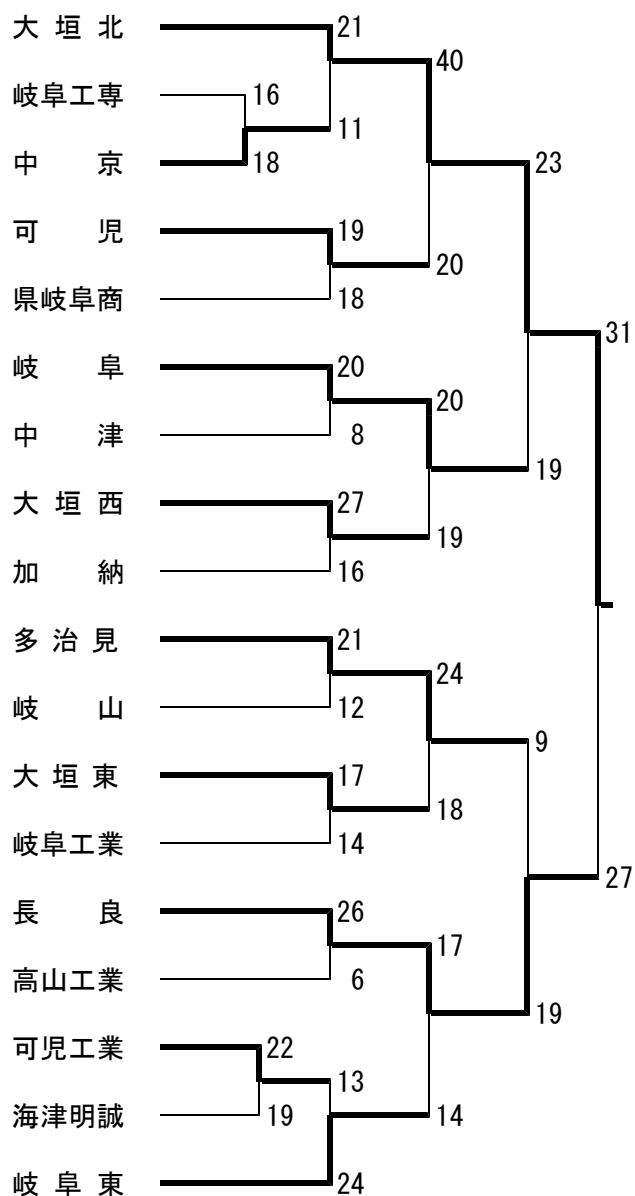 大垣北 21
40
岐阜工専 16
11
中京 18
23
可児 19
20
県岐阜商 18
31
岐阜 20
20
中津 8
19
大垣西 27
19
加納 16
多治見 21
24
岐山 12
9
大垣東 17
18
岐阜工業 14
27
長良 26
17
高山工業 6
19
可児工業 22
13
海津明誠 19
14
岐阜東 24